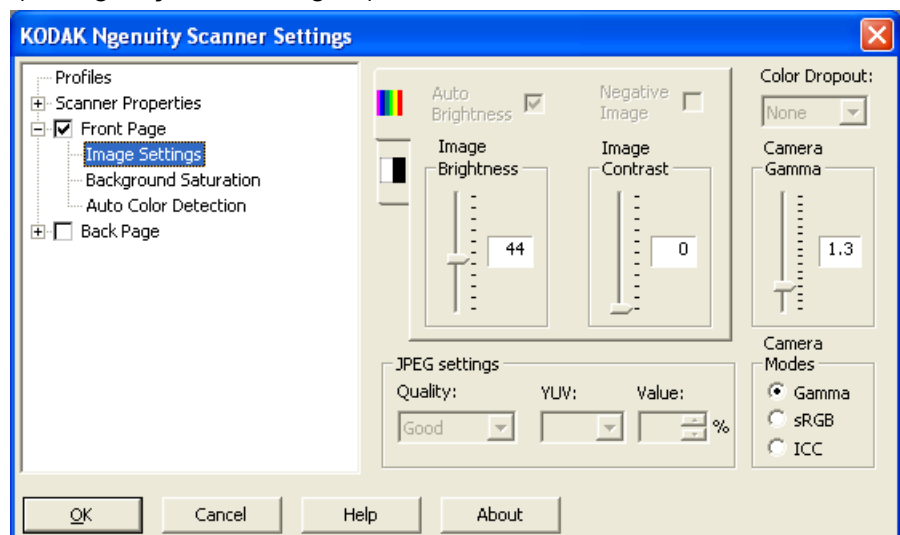 KODAK Ngenuity Scanner Settings
Profiles
Scanner Properties
Front Page
Image Settings
Background Saturation
Auto Color Detection
Back Page
Auto
Brightness
Negative
Image
Color Dropout:
None
Image
Brightness
44
Image
Contrast
0
Camera
Gamma
1.3
JPEG settings
Quality:
YUV:
Value:
Good
%
Camera
Modes
Gamma
sRGB
ICC
OK
Cancel
Help
About